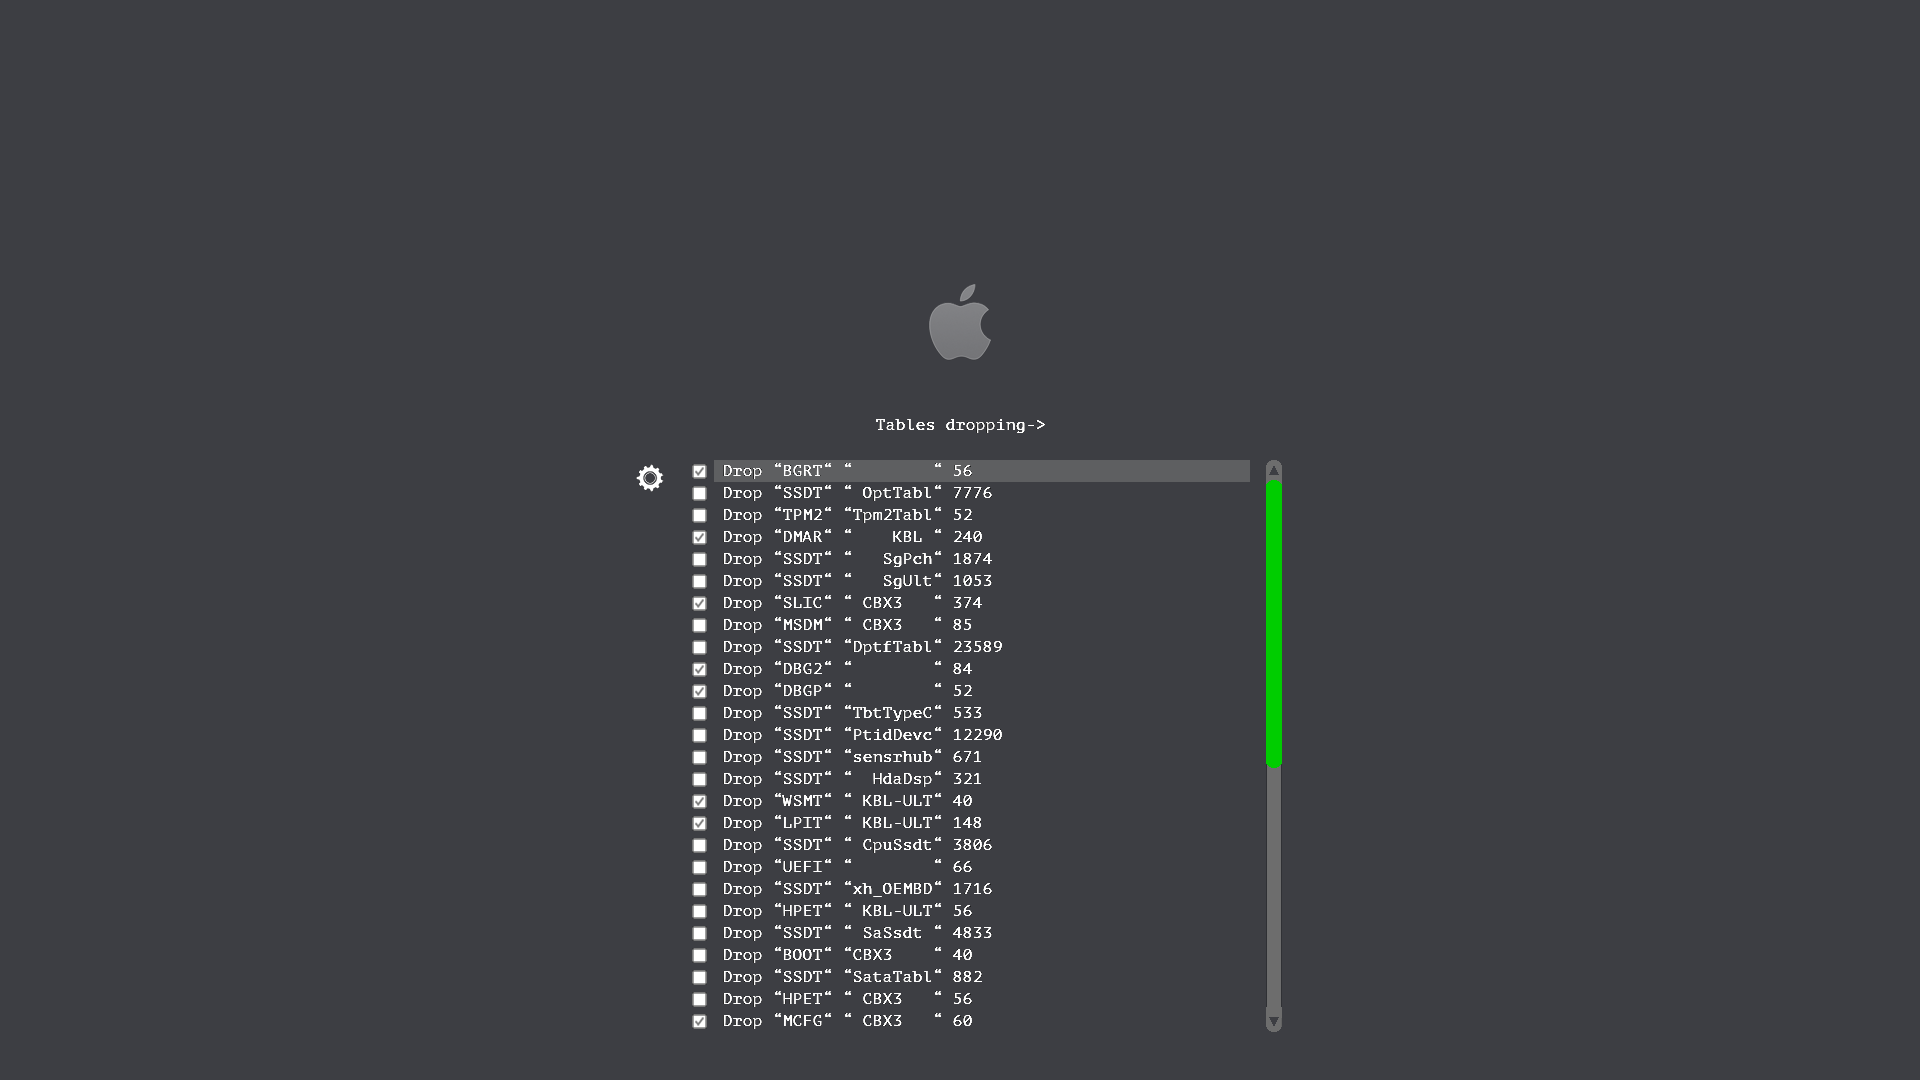 Tables dropping->
Drop “BGRT“ “        “ 56
Drop “SSDT“ “ OptTabl“ 7776
Drop “TPM2“ “Tpm2Tabl“ 52
Drop “DMAR“ “    KBL “ 240
Drop “SSDT“ “   SgPch“ 1874
Drop “SSDT“ “   SgUlt“ 1053
Drop “SLIC“ “ CBX3   “ 374
Drop “MSDM“ “ CBX3   “ 85
Drop “SSDT“ “DptfTabl“ 23589
Drop “DBG2“ “        “ 84
Drop “DBGP“ “        “ 52
Drop “SSDT“ “TbtTypeC“ 533
Drop “SSDT“ “PtidDevc“ 12290
Drop “SSDT“ “sensrhub“ 671
Drop “SSDT“ “  HdaDsp“ 321
Drop “WSMT“ “ KBL-ULT“ 40
Drop “LPIT“ “ KBL-ULT“ 148
Drop “SSDT“ “ CpuSsdt“ 3806
Drop “UEFI“ “        “ 66
Drop “SSDT“ “xh_OEMBD“ 1716
Drop “HPET“ “ KBL-ULT“ 56
Drop “SSDT“ “ SaSsdt “ 4833
Drop “BOOT“ “CBX3    “ 40
Drop “SSDT“ “SataTabl“ 882
Drop “HPET“ “ CBX3   “ 56
Drop “MCFG“ “ CBX3   “ 60